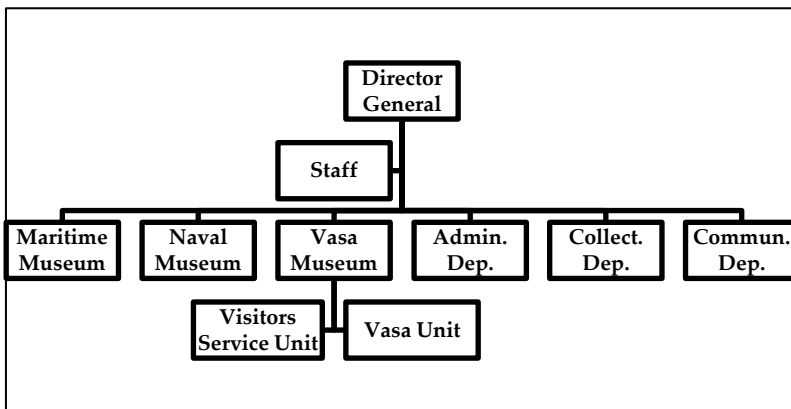 Director
General
Staff
Maritime
Museum
Naval
Museum
Vasa
Museum
Admin.
Dep.
Collect.
Dep.
Commun.
Dep.
Visitors
Service Unit
Vasa Unit